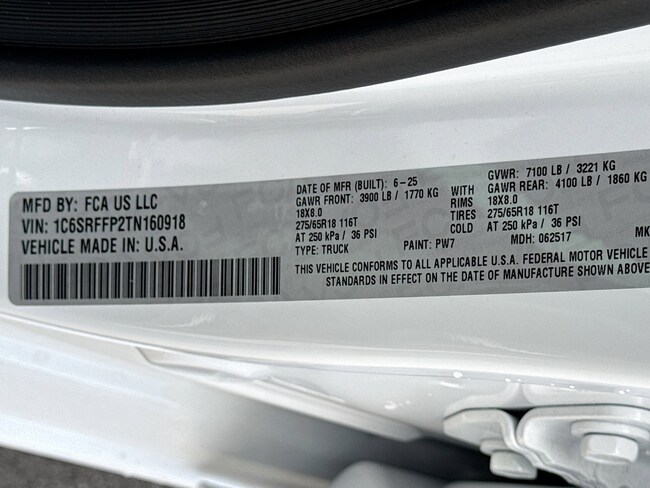 MFD BY: FCA US LLC
VIN: 1C6SRFFP2TN160918
VEHICLE MADE IN: U.S.A.
DATE OF MFR (BUILT): 6-25
GAWR FRONT: 3900 LB / 1770 KG
18X8.0
275/65R18 116T
AT 250 kPa / 36 PSI
TYPE: TRUCK
PAINT: PW7
WITH
RIMS
TIRES
COLD
GVWR: 7100 LB / 3221 KG
GAWR REAR: 4100 LB / 1860 KG
18X8.0
275/65R18 116T
AT 250 kPa / 36 PSI
MDH: 062517
MK
THIS VEHICLE CONFORMS TO ALL APPLICABLE U.S.A. FEDERAL MOTOR VEHICLE
STANDARDS IN EFFECT ON THE DATE OF MANUFACTURE SHOWN ABOVE